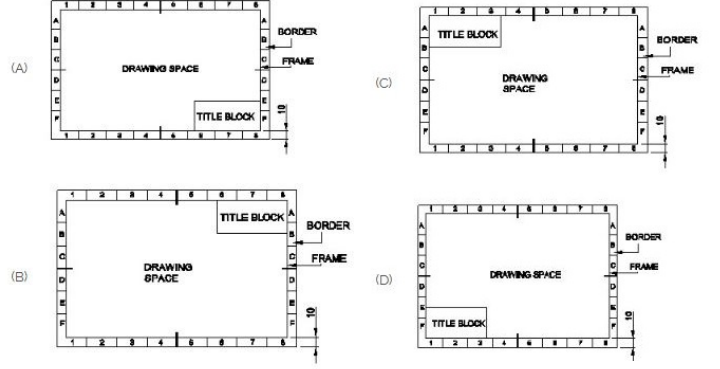 (A)
1 2 3 4 5 6 7 8
A A
B B
C C
D D
E E
F F
1 2 3 4 5 6 7 8
DRAWING SPACE
TITLE BLOCK
BORDER
FRAME
10
(B)
1 2 3 4 5 6 7 8
A A
B B
C C
D D
E E
F F
1 2 3 4 5 6 7 8
TITLE BLOCK
DRAWING
SPACE
BORDER
FRAME
10
(C)
1 2 3 4 5 6 7 8
A A
B B
C C
D D
E E
F F
1 2 3 4 5 6 7 8
TITLE BLOCK
DRAWING
SPACE
BORDER
FRAME
10
(D)
1 2 3 4 5 6 7 8
A A
B B
C C
D D
E E
F F
1 2 3 4 5 6 7 8
DRAWING SPACE
TITLE BLOCK
BORDER
FRAME
10